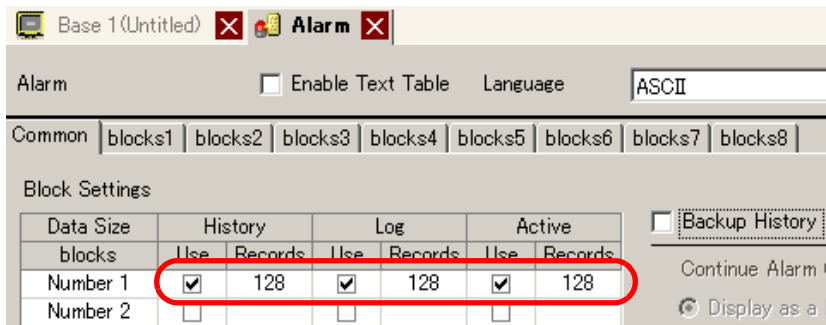 Base 1(Untitled) Alarm
Alarm Enable Text Table Language ASCII
Common blocks1 blocks2 blocks3 blocks4 blocks5 blocks6 blocks7 blocks8
Block Settings
Data Size History Log Active Backup History
blocks Use Records Use Records Use Records
Continue Alarm
Number 1 128 128 128
Number 2 Display as a